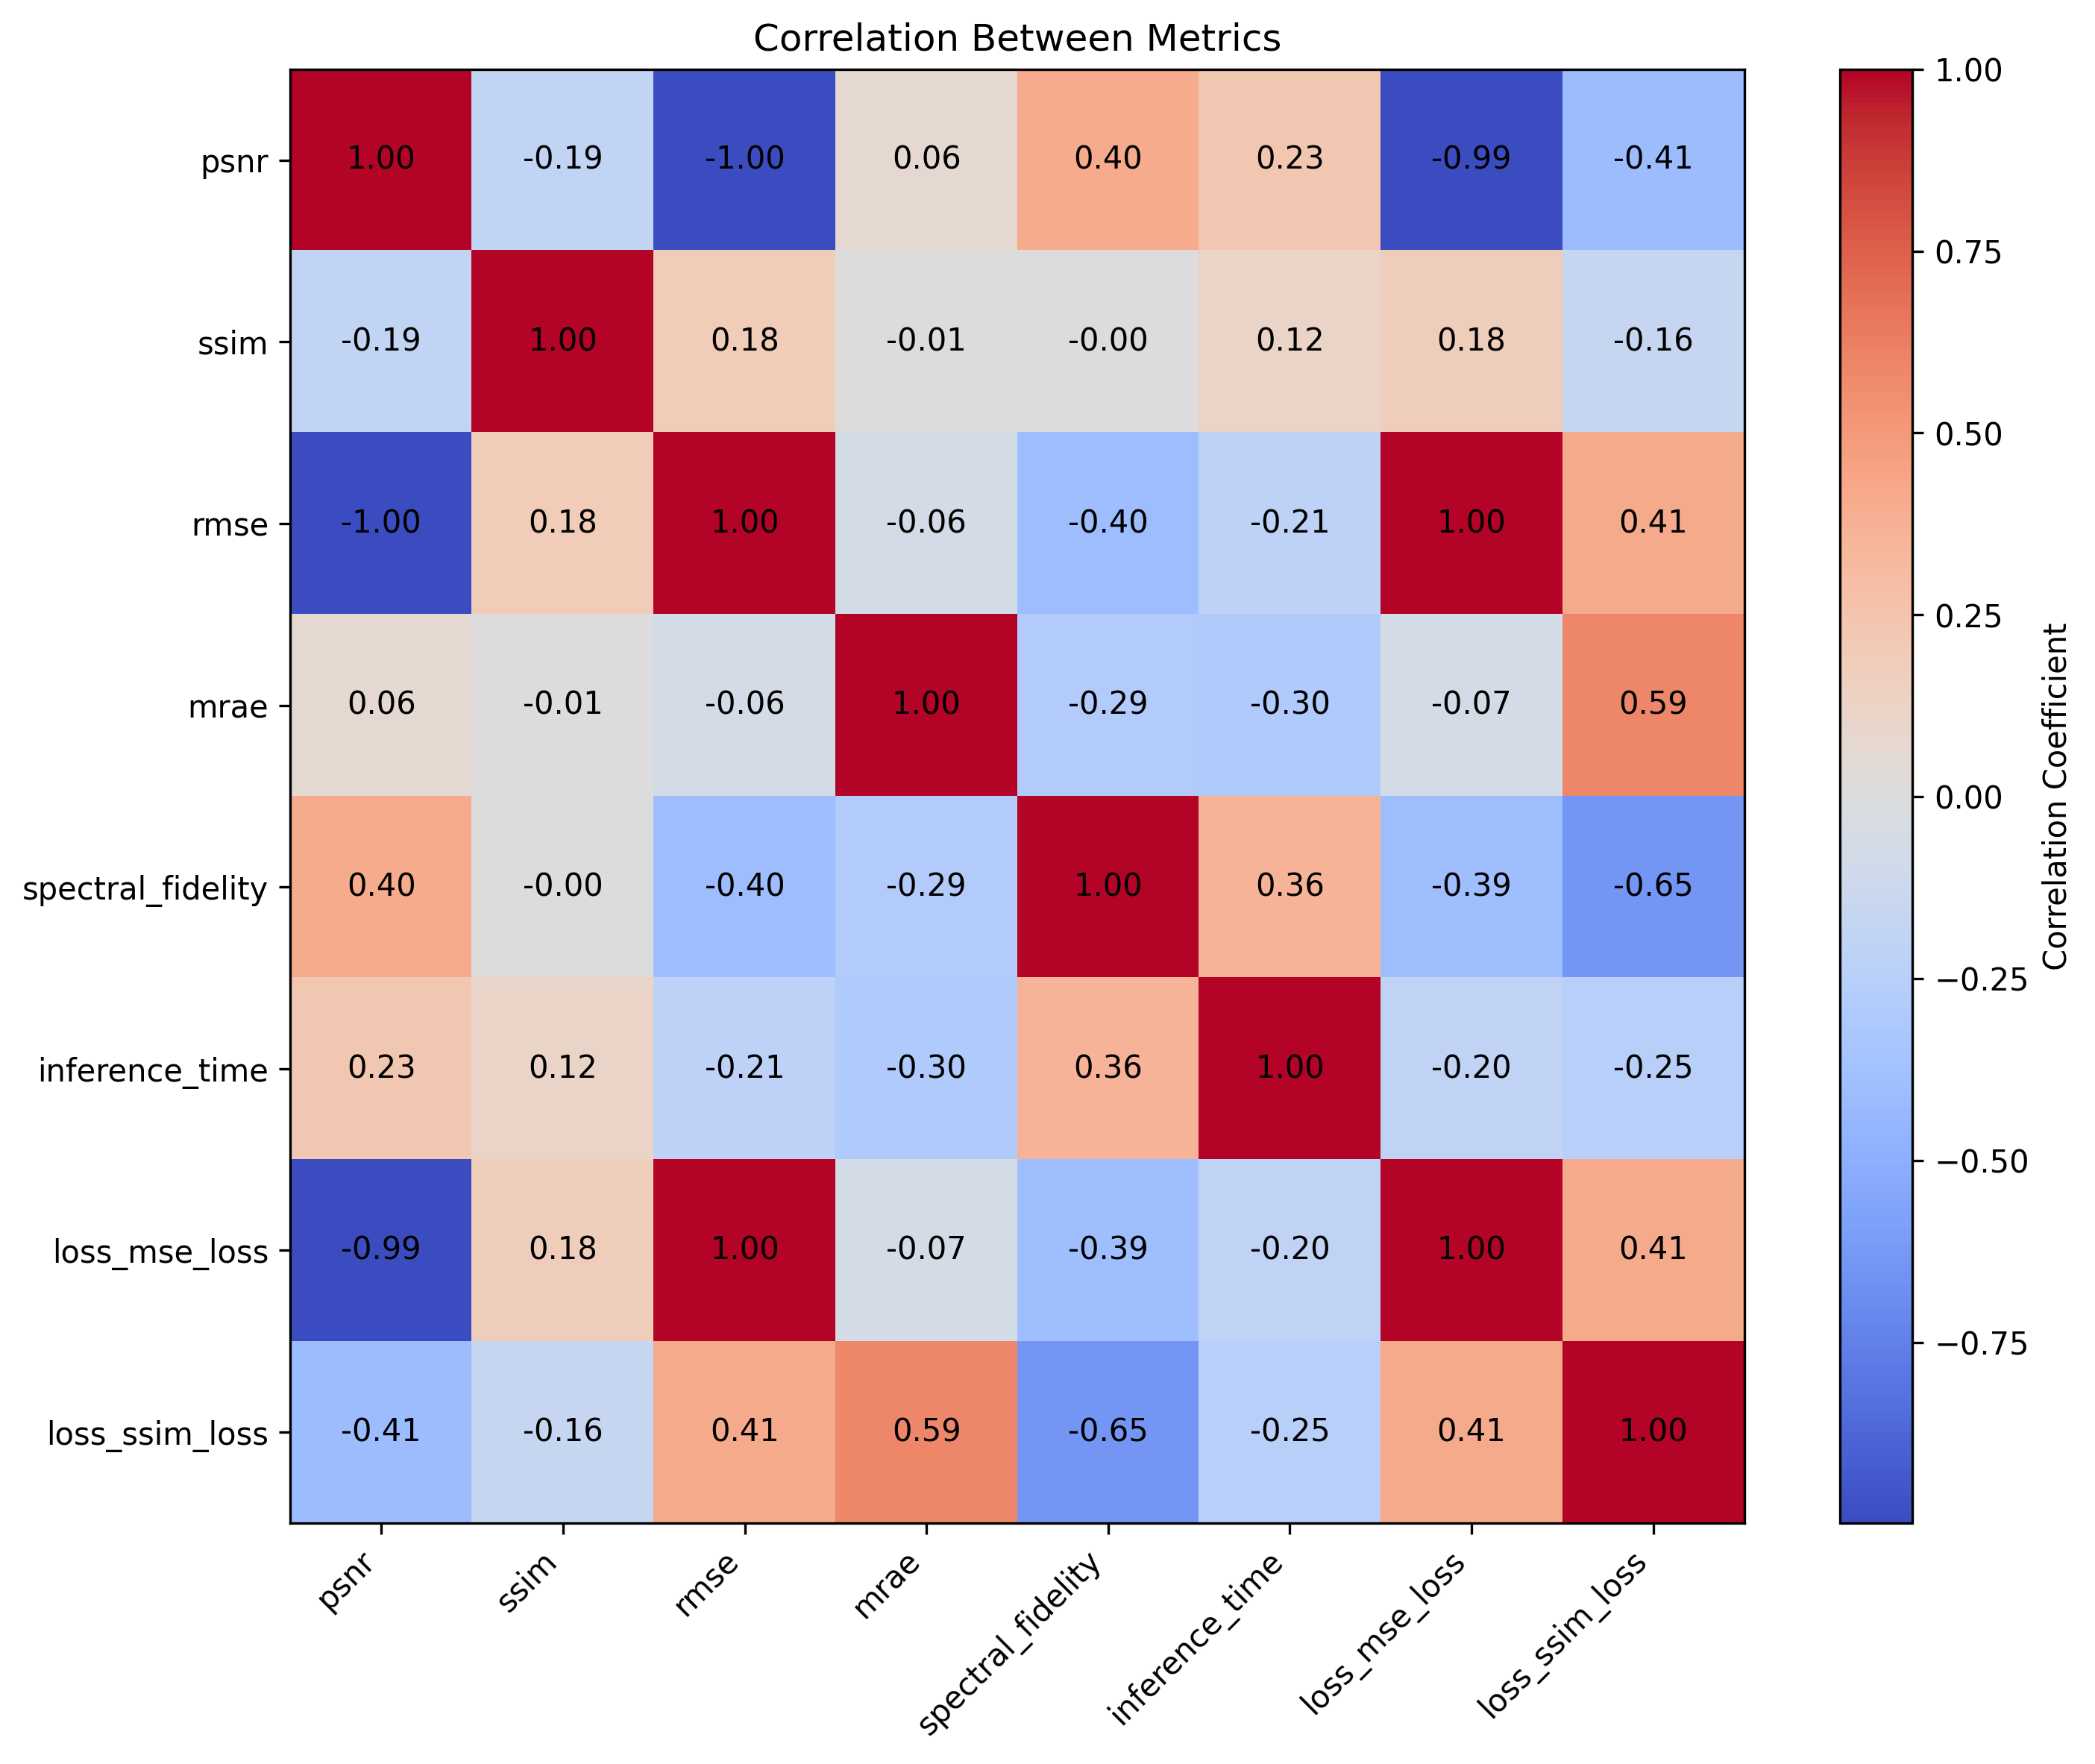 Correlation Between Metrics
psnr 1.00 -0.19 -1.00 0.06 0.40 0.23 -0.99 -0.41
ssim -0.19 1.00 0.18 -0.01 -0.00 0.12 0.18 -0.16
rmse -1.00 0.18 1.00 -0.06 -0.40 -0.21 1.00 0.41
mrae 0.06 -0.01 -0.06 1.00 -0.29 -0.30 -0.07 0.59
spectral_fidelity 0.40 -0.00 -0.40 -0.29 1.00 0.36 -0.39 -0.65
inference_time 0.23 0.12 -0.21 -0.30 0.36 1.00 -0.20 -0.25
loss_mse_loss -0.99 0.18 1.00 -0.07 -0.39 -0.20 1.00 0.41
loss_ssim_loss -0.41 -0.16 0.41 0.59 -0.65 -0.25 0.41 1.00
psnr ssim rmse mrae spectral_fidelity inference_time loss_mse_loss loss_ssim_loss
1.00
0.75
0.50
0.25
0.00
−0.25
−0.50
−0.75
Correlation Coefficient